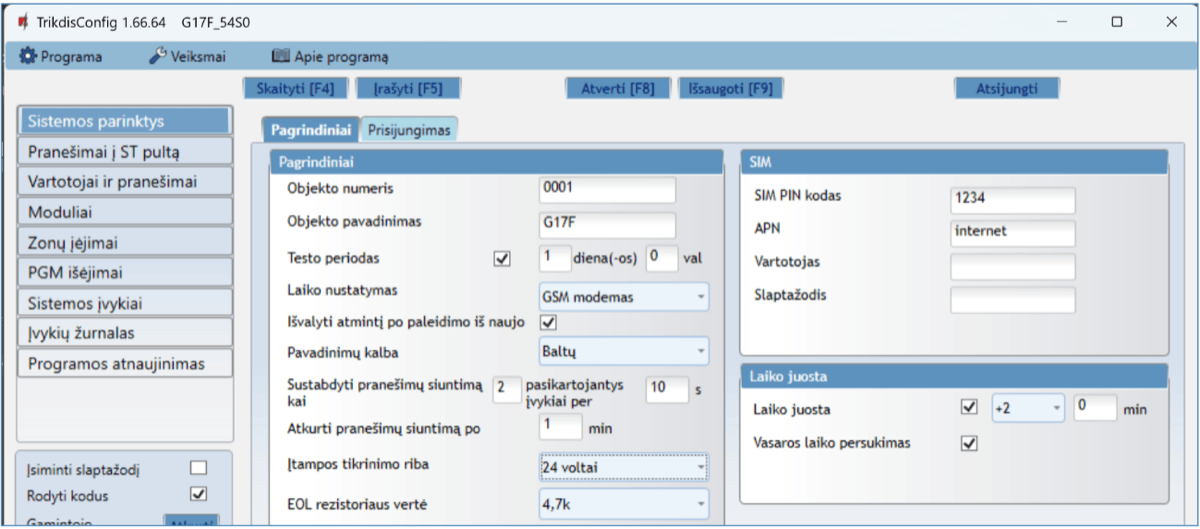 TrikdisConfig 1.66.64 G17F_54S0
Programa Veiksmai Apie programą
Skaityti [F4] Įrašyti [F5] Atverti [F8] Išsaugoti [F9] Atsijungti
Sistemos parinktys
Pranešimai į ST pultą
Vartotojai ir pranešimai
Moduliai
Zonų įėjimai
PGM išėjimai
Sistemos įvykiai
Įvykių žurnalas
Programos atnaujinimas
Įsiminti slaptažodį
Rodyti kodus
Gamintojo
Pagrindiniai Prisijungimas
Pagrindiniai
Objekto numeris 0001
Objekto pavadinimas G17F
Testo periodas 1 diena(-os) 0 val
Laiko nustatymas GSM modemas
Išvalyti atmintį po paleidimo iš naujo
Pavadinimų kalba Baltų
Sustabdyti pranešimų siuntimą 2 pasikartojantys 10 s
kai įvykiai per
Atkurti pranešimų siuntimą po 1 min
Įtampos tikrinimo riba 24 voltai
EOL rezistoriaus vertė 4,7k
SIM
SIM PIN kodas 1234
APN internet
Vartotojas
Slaptažodis
Laiko juosta
Laiko juosta +2 0 min
Vasaros laiko persukimas